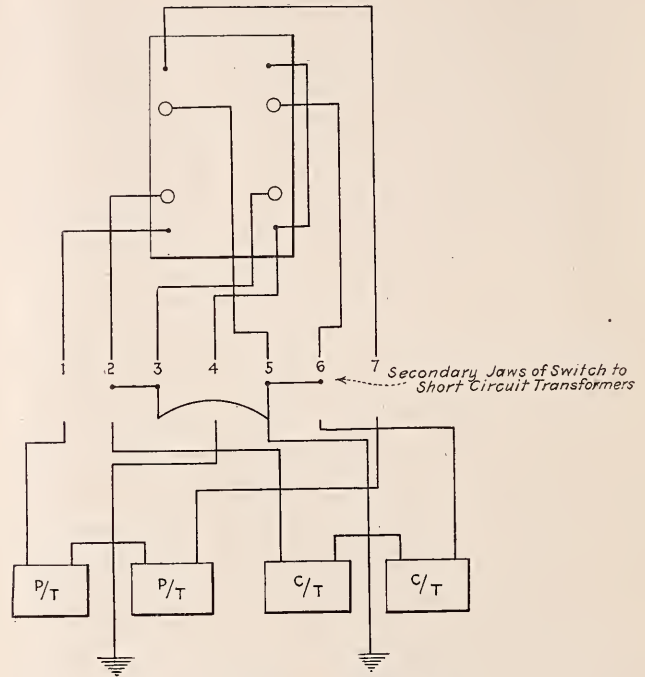 1 2 3 4 5 6 7
Secondary Jaws of Switch to
Short Circuit Transformers
P/T P/T C/T C/T